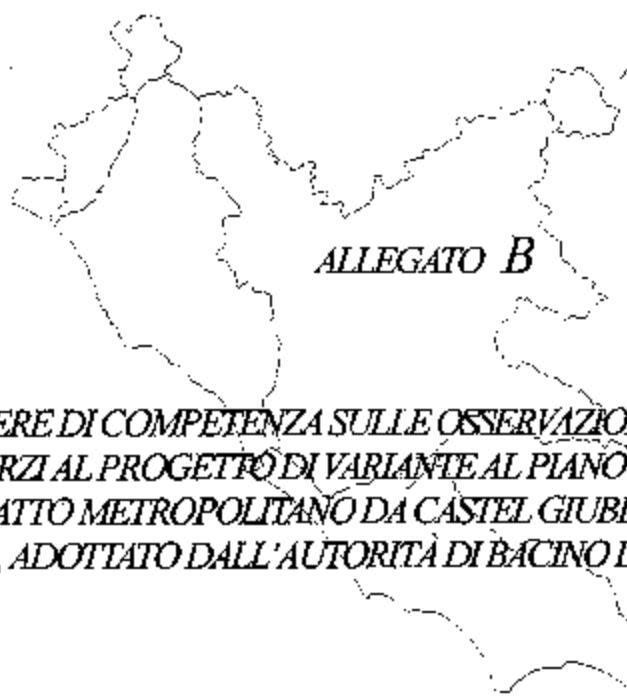 ALLEGATO B
ERE DI COMPETENZA SULLE OSSERVAZIO
RZI AL PROGETTO DI VARIANTE AL PIANO
ATTO METROPOLITANO DA CASTEL GIUB
ADOTTATO DALL'AUTORITÀ DI BACINO D